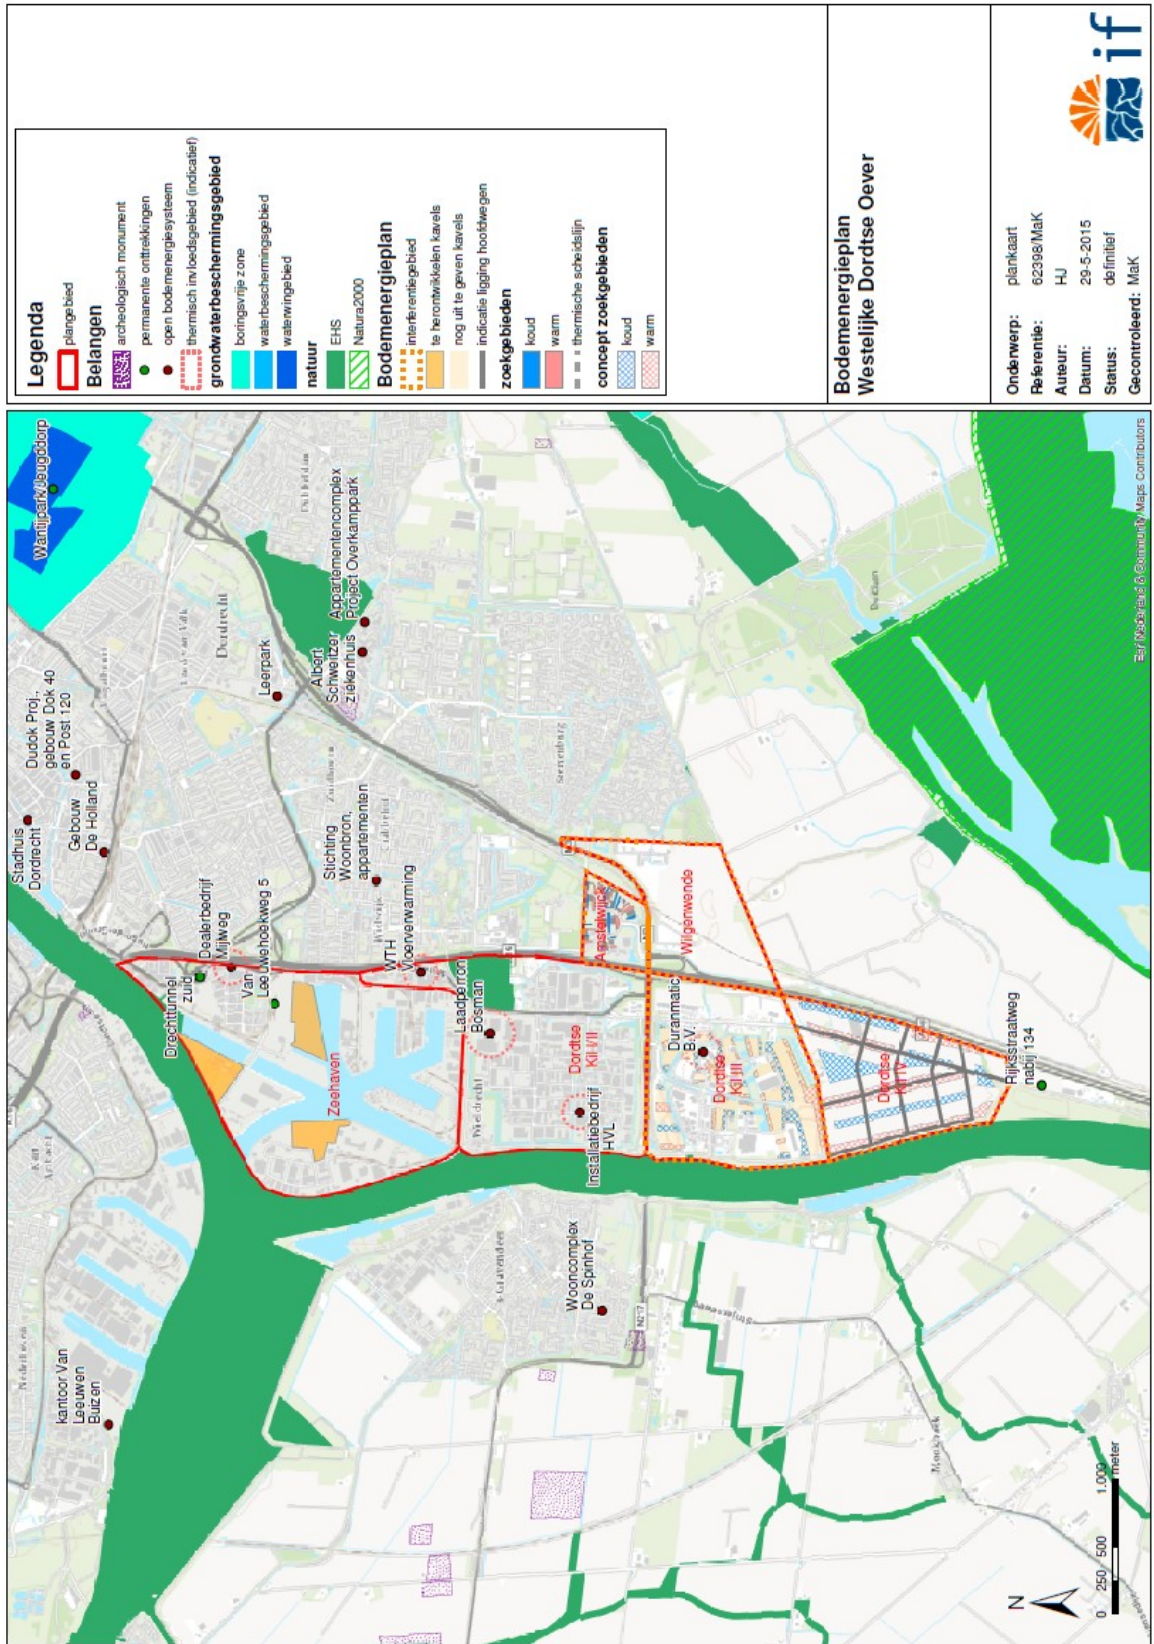 Legenda
plangebied
Belangen
archeologisch monument
permanente onttrekkingen
open bodemenergiesysteem
thermisch invloedsgebied (indicatief)
grondwaterbeschermingsgebied
boringsvrije zone
waterbeschermingsgebied
waterwingebied
natuur
EHS
Natura2000
Bodemenergieplan
interferentiegebied
te herontwikkelen kavels
nog uit te geven kavels
indicatie ligging hoofdwegen
zoekgebieden
koud
warm
thermische scheidslijn
concept zoekgebieden
koud
warm
Bodemenergieplan
Westelijke Dordtse Oever
Onderwerp: plankaart
Referentie: 62398/MaK
Auteur: HJ
Datum: 29-5-2015
Status: definitief
Gecontroleerd: MaK
if
Wantijpark/Jeugddorp
Stadhuis
Dordrecht
Dudok Proj.,
gebouw Dok 40
en Post 120
Gebouw
De Holland
Dordrecht
Leerpark
Albert
Schweitzer
ziekenhuis
Appartementencomplex
Project Overkamppark
Stichting
Woonbron,
appartementen
Drechttunnel
zuid
Dealerbedrijf
Mijlweg
Van
Leeuwehoekweg 5
WTH
Vloerverwarming
Laadperron
Bosman
Zeehaven
Wieldrecht
Dordtse
Kil I/II
Installatiebedrijf
HVL
Amstelwijck
Wilgenwende
Sterrenburg
Duranmatic
B.V.
Dordtse
Kil III
Dordtse
Kil IV
Rijksstraatweg
nabij 134
kantoor Van
Leeuwen
Buizen
's-Gravendeel
Wooncomplex
De Spinhof
N217
Strijenseweg
Mookhoek
N
0 250 500 1.000
meter
Esri Nederland & Community Maps Contributors